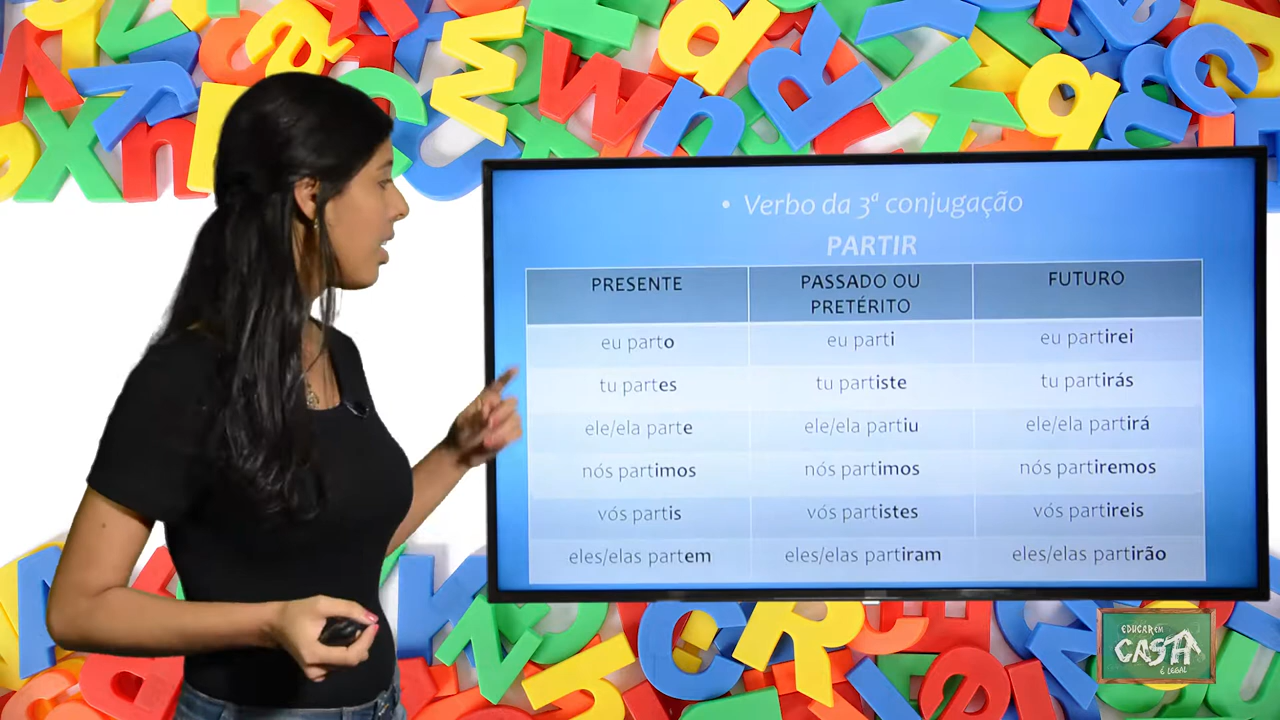 • Verbo da 3ª conjugação
PARTIR
PRESENTE
PASSADO OU
PRETÉRITO
FUTURO
eu parto
eu parti
eu partirei
tu partes
tu partiste
tu partirás
ele/ela parte
ele/ela partiu
ele/ela partirá
nós partimos
nós partimos
nós partiremos
vós partis
vós partistes
vós partireis
eles/elas partem
eles/elas partiram
eles/elas partirão
EDUCAR EM
CASA
É LEGAL